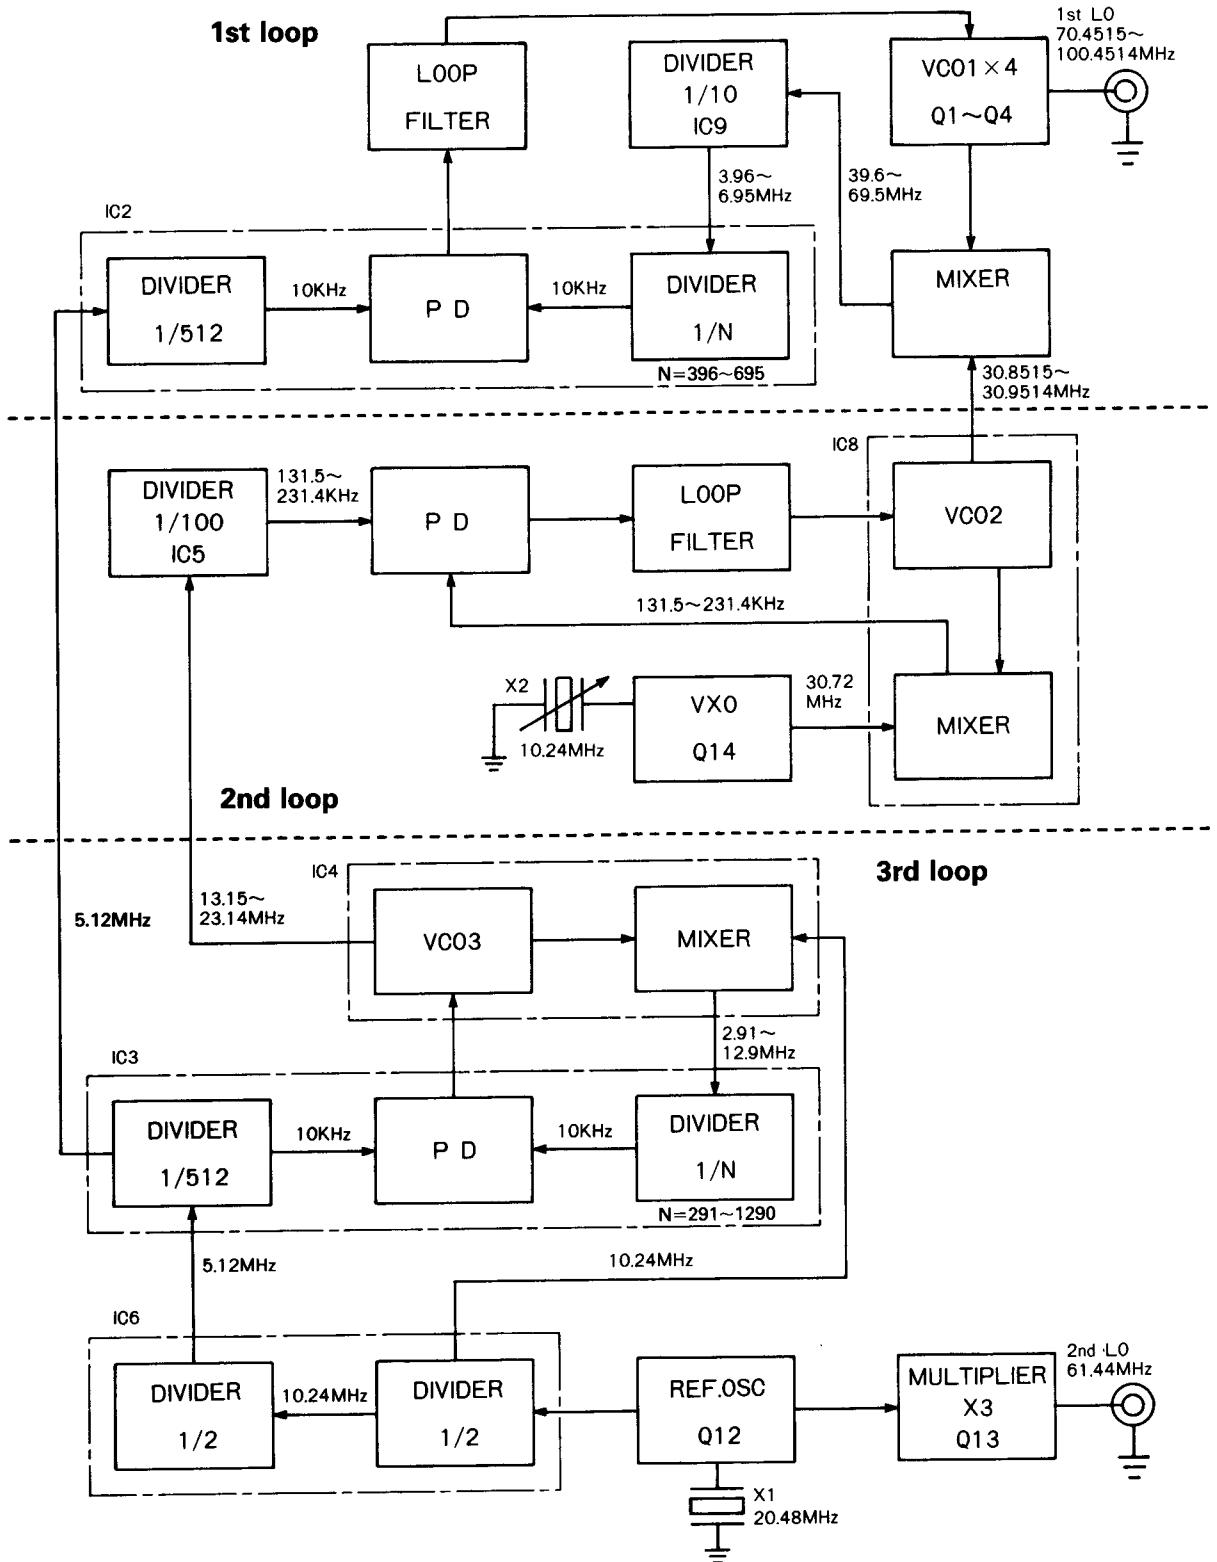 1st loop
LOOP
FILTER
DIVIDER
1/10
IC9
VCO1×4
Q1~Q4
1st LO
70.4515~
100.4514MHz
3.96~
6.95MHz
39.6~
69.5MHz
IC2
DIVIDER
1/512
10KHz
P D
10KHz
DIVIDER
1/N
N=396~695
MIXER
30.8515~
30.9514MHz
IC8
DIVIDER
1/100
IC5
131.5~
231.4KHz
P D
LOOP
FILTER
VCO2
131.5~231.4KHz
X2
10.24MHz
VXO
Q14
30.72
MHz
MIXER
2nd loop
3rd loop
IC4
5.12MHz
13.15~
23.14MHz
VCO3
MIXER
2.91~
12.9MHz
IC3
DIVIDER
1/512
10KHz
P D
10KHz
DIVIDER
1/N
N=291~1290
5.12MHz
10.24MHz
IC6
DIVIDER
1/2
10.24MHz
DIVIDER
1/2
REF.OSC
Q12
MULTIPLIER
X3
Q13
2nd LO
61.44MHz
X1
20.48MHz